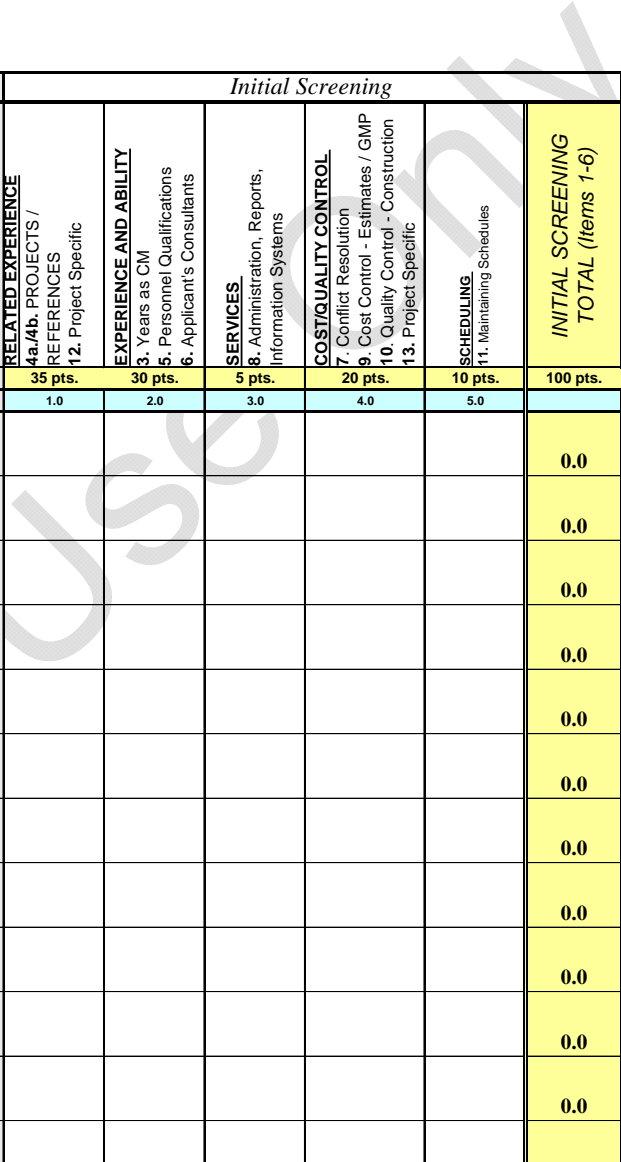 Initial Screening
RELATED EXPERIENCE
4a./4b. PROJECTS /
REFERENCES
12. Project Specific
EXPERIENCE AND ABILITY
3. Years as CM
5. Personnel Qualifications
6. Applicant's Consultants
SERVICES
8. Administration, Reports,
Information Systems
COST/QUALITY CONTROL
7. Conflict Resolution
9. Cost Control - Estimates / GMP
10. Quality Control - Construction
13. Project Specific
SCHEDULING
11. Maintaining Schedules
INITIAL SCREENING
TOTAL (Items 1-6)
35 pts. 30 pts. 5 pts. 20 pts. 10 pts. 100 pts.
1.0 2.0 3.0 4.0 5.0
0.0
0.0
0.0
0.0
0.0
0.0
0.0
0.0
0.0
0.0
0.0
Use Only